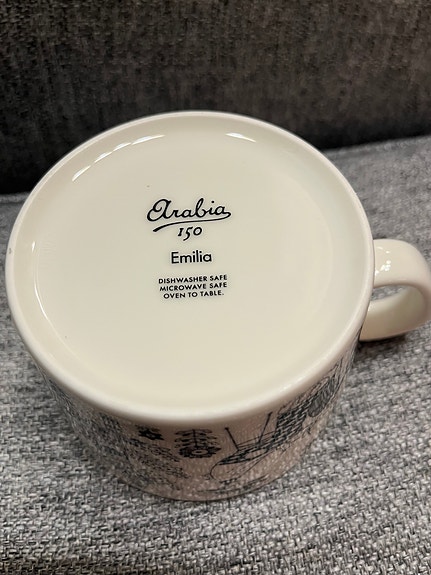 Arabia
150
Emilia
DISHWASHER SAFE
MICROWAVE SAFE
OVEN TO TABLE.